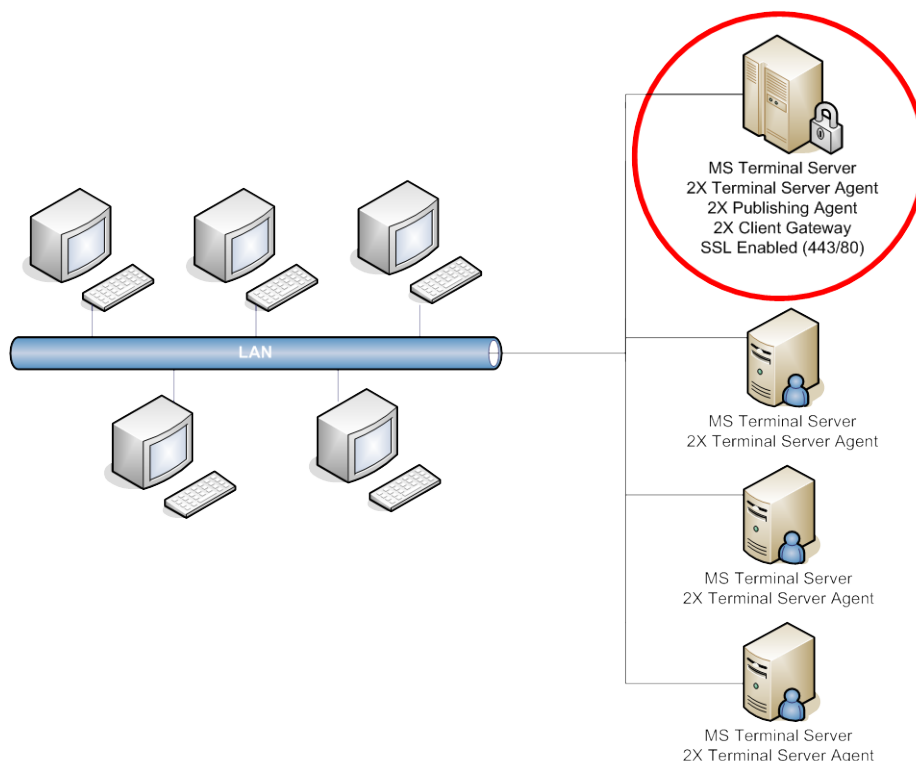 MS Terminal Server
2X Terminal Server Agent
2X Publishing Agent
2X Client Gateway
SSL Enabled (443/80)
LAN
MS Terminal Server
2X Terminal Server Agent
MS Terminal Server
2X Terminal Server Agent
MS Terminal Server
2X Terminal Server Agent